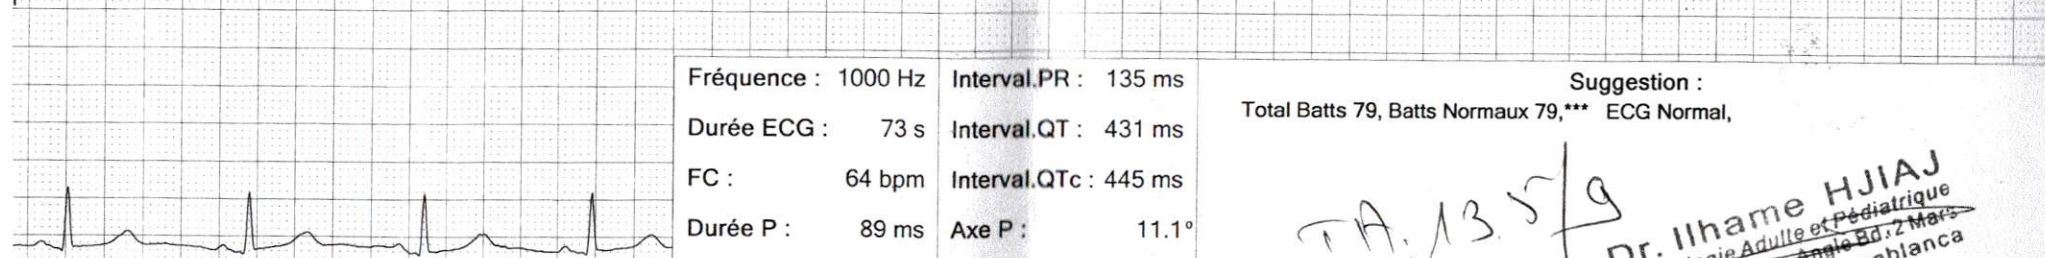 Fréquence : 1000 Hz Interval.PR : 135 ms
Durée ECG : 73 s Interval.QT : 431 ms
FC : 64 bpm Interval.QTc : 445 ms
Durée P : 89 ms Axe P : 11.1°
Suggestion :
Total Batts 79, Batts Normaux 79,*** ECG Normal,
TA. 13.5/9
Dr. Ilhame HJIAJ
Adulte et Pédiatrique
Angle Bd. 2 Mars